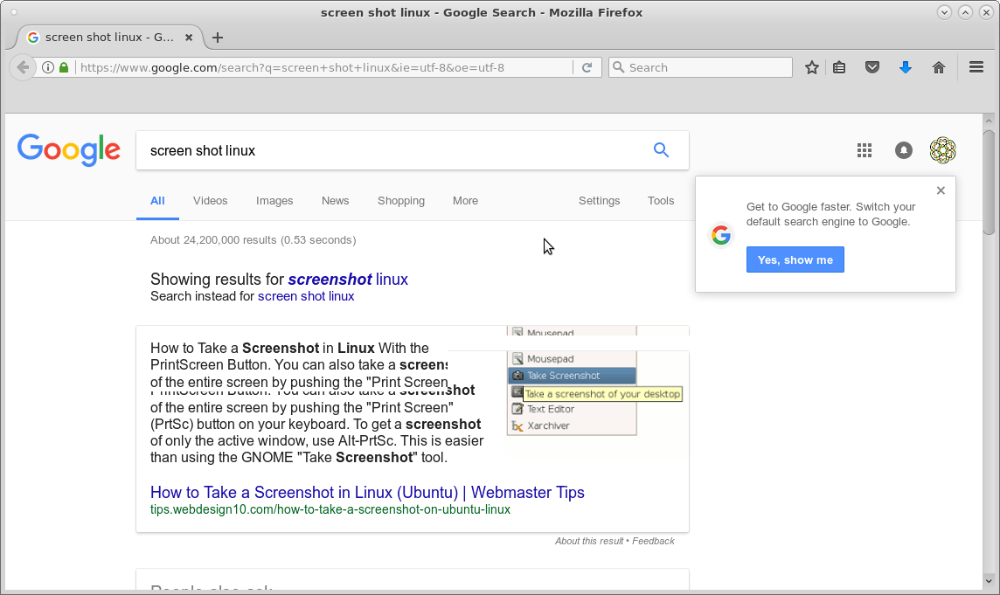 screen shot linux - Google Search - Mozilla Firefox
screen shot linux - G...
https://www.google.com/search?q=screen+shot+linux&ie=utf-8&oe=utf-8
Search
Google
screen shot linux
All Videos Images News Shopping More Settings Tools
Get to Google faster. Switch your
default search engine to Google.
Yes, show me
About 24,200,000 results (0.53 seconds)
Showing results for screenshot linux
Search instead for screen shot linux
How to Take a Screenshot in Linux With the
PrintScreen Button. You can also take a screens
of the entire screen by pushing the "Print Screen
PrintScreen Button. You can also take a screenshot
of the entire screen by pushing the "Print Screen"
(PrtSc) button on your keyboard. To get a screenshot
of only the active window, use Alt-PrtSc. This is easier
than using the GNOME "Take Screenshot" tool.
Mousepad
Mousepad
Take Screenshot
Take a screenshot of your desktop
Text Editor
Xarchiver
How to Take a Screenshot in Linux (Ubuntu) | Webmaster Tips
tips.webdesign10.com/how-to-take-a-screenshot-on-ubuntu-linux
About this result • Feedback
People also ask